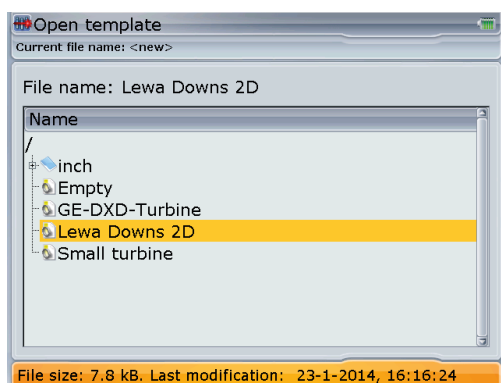 Open template
Current file name: <new>
File name: Lewa Downs 2D
Name
/
inch
Empty
GE-DXD-Turbine
Lewa Downs 2D
Small turbine
File size: 7.8 kB. Last modification: 23-1-2014, 16:16:24